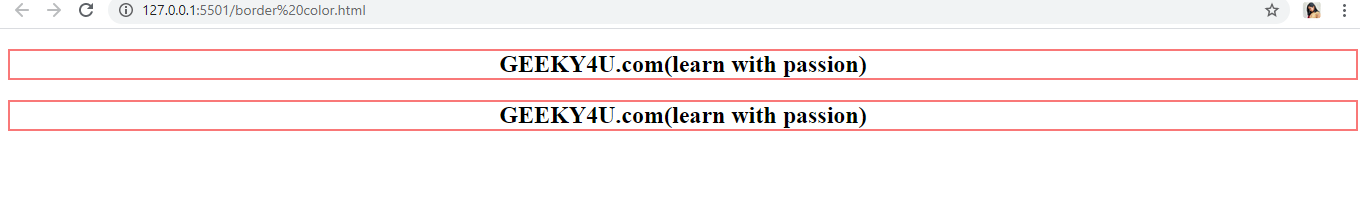 127.0.0.1:5501/border%20color.html
GEEKY4U.com(learn with passion)
GEEKY4U.com(learn with passion)